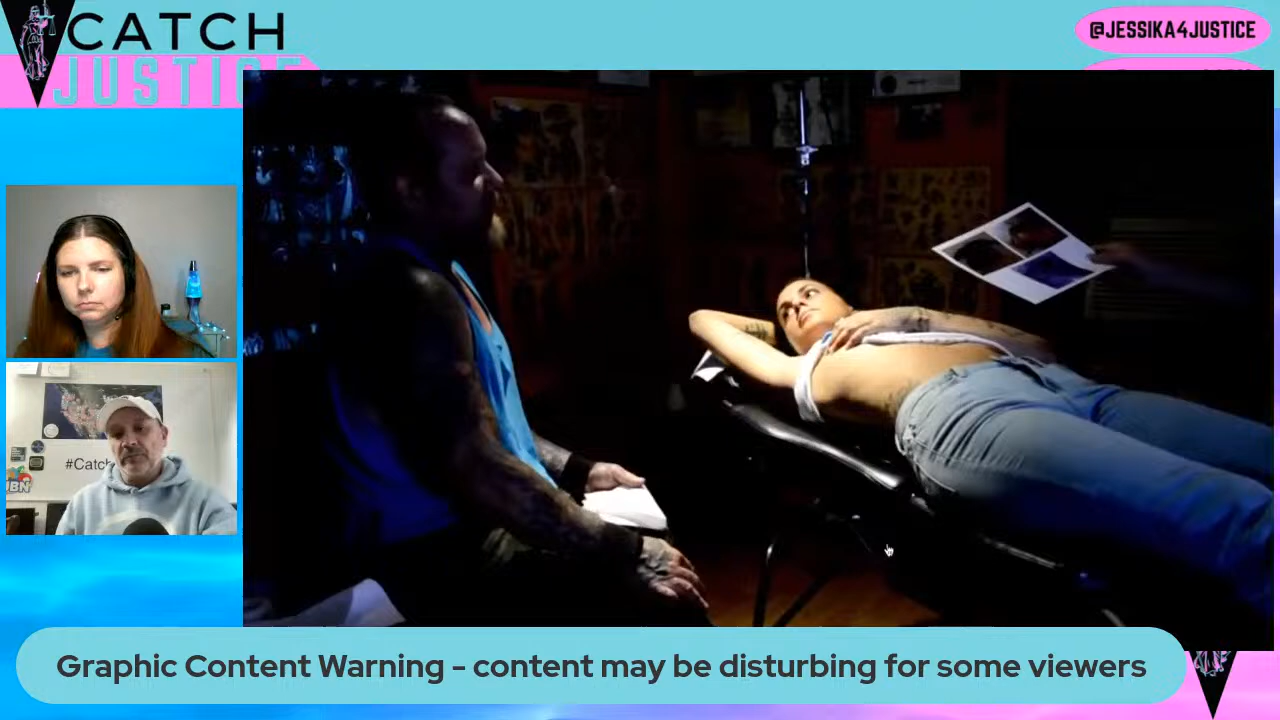 CATCH
JUSTICE
@JESSIKA4JUSTICE
#Catch
Graphic Content Warning - content may be disturbing for some viewers